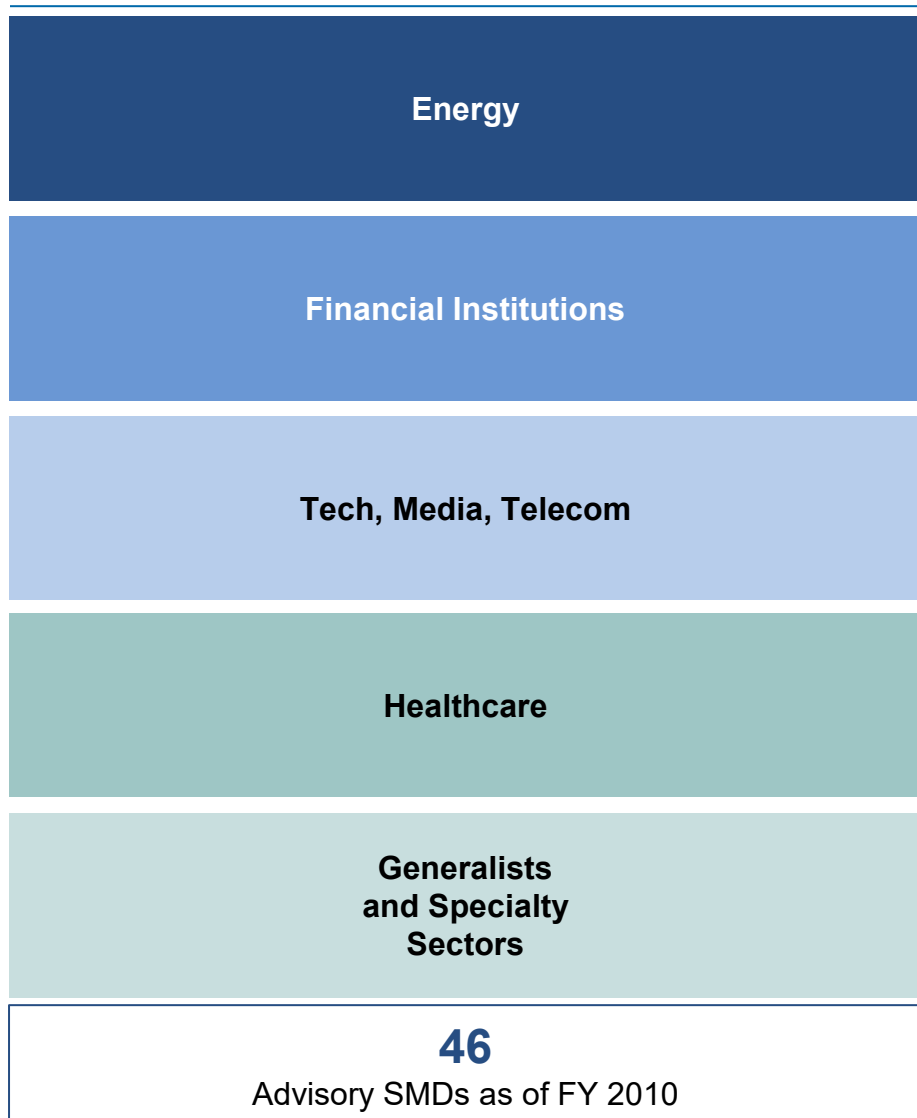 Energy
Financial Institutions
Tech, Media, Telecom
Healthcare
Generalists
and Specialty
Sectors
46
Advisory SMDs as of FY 2010